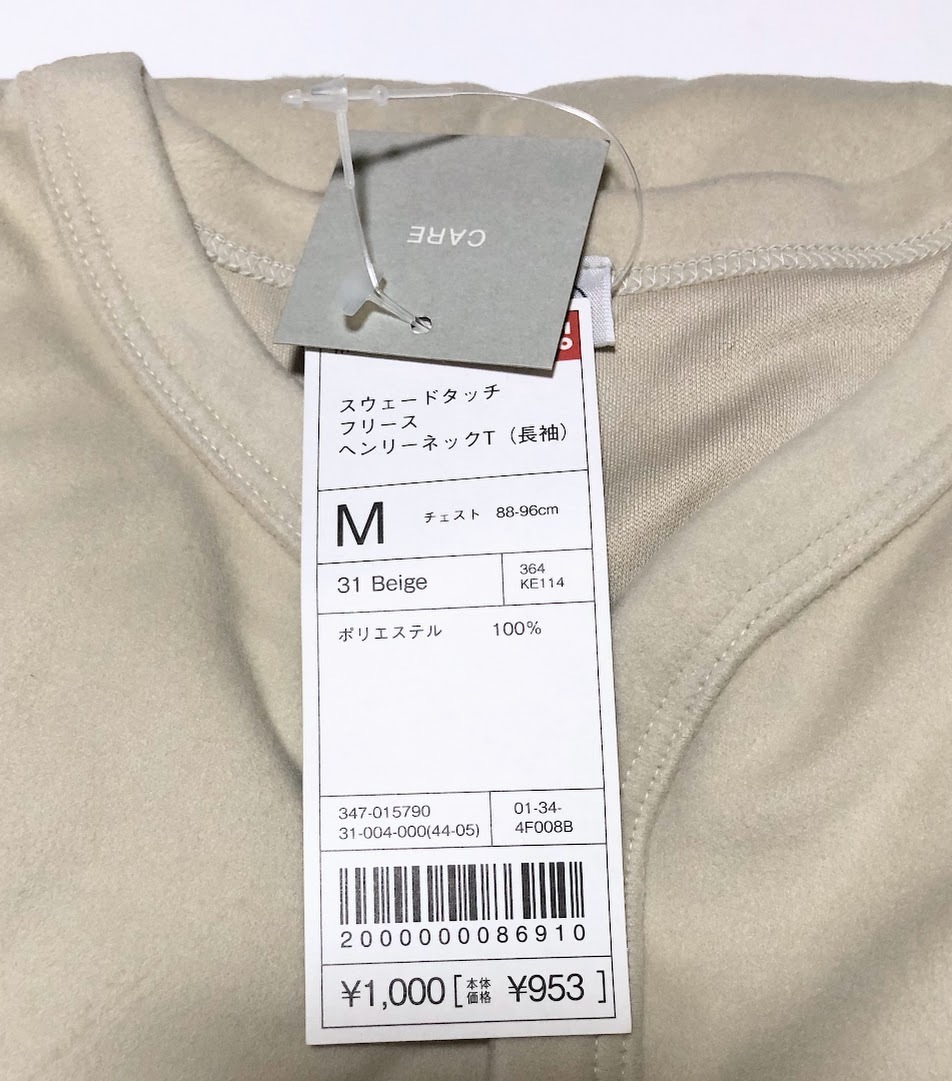 CARE
スウェードタッチ
フリース
ヘンリーネックT（長袖）
M チェスト 88-96cm
31 Beige
364
KE114
ポリエステル 100%
347-015790
31-004-000(44-05)
01-34-
4F008B
2000000086910
¥1,000[本体価格 ¥953]